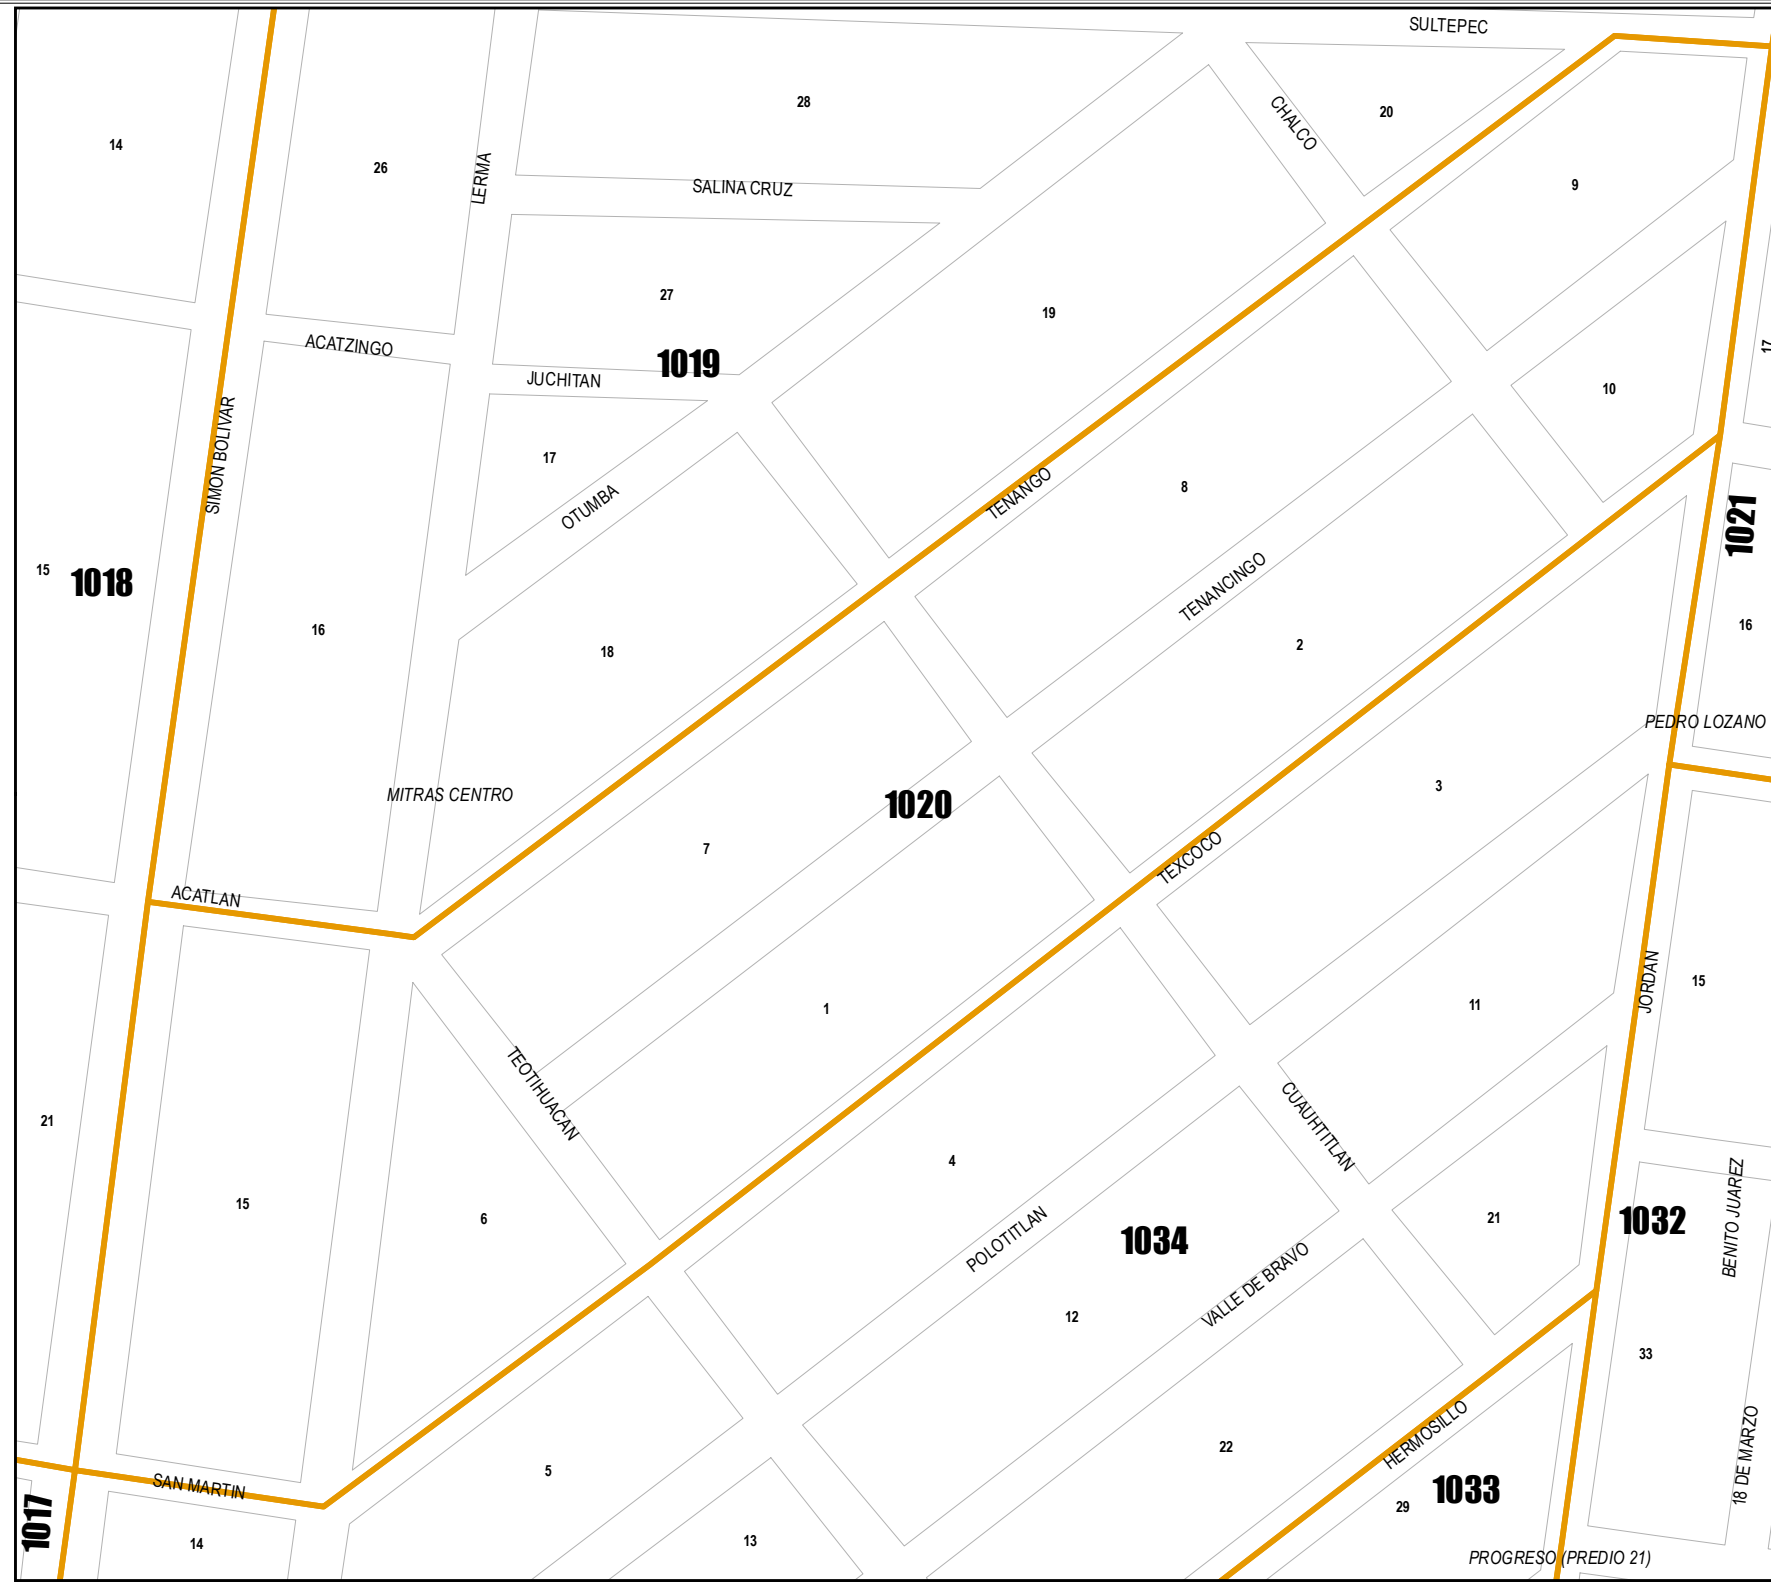 SULTEPEC
28
CHALCO
20
14
26
LERMA
SALINA CRUZ
9
27
19
ACATZINGO
1019
JUCHITAN
17
10
SIMON BOLIVAR
17
OTUMBA
TENANGO
8
1021
15
1018
TENANCINGO
16
16
18
2
PEDRO LOZANO
MITRAS CENTRO
1020
3
7
TEXCOCO
ACATLAN
JORDAN
15
1
11
TEOTIHUACAN
21
CUAUHTITLAN
4
15
6
POLOTITLAN
1034
21
1032
BENITO JUAREZ
VALLE DE BRAVO
12
33
HERMOSILLO
22
5
SAN MARTIN
1033
18 DE MARZO
29
1017
14
13
PROGRESO (PREDIO 21)